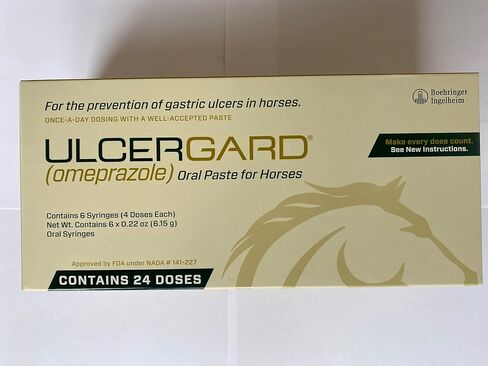 Boehringer
Ingelheim
For the prevention of gastric ulcers in horses.
ONCE-A-DAY DOSING WITH A WELL-ACCEPTED PASTE
ULCERGARD®
(omeprazole) Oral Paste for Horses
Make every dose count.
See New Instructions.
Contains 6 Syringes (4 Doses Each)
Net Wt. Contains 6 x 0.22 oz (6.15 g)
Oral Syringes
Approved by FDA under NADA # 141-227
CONTAINS 24 DOSES